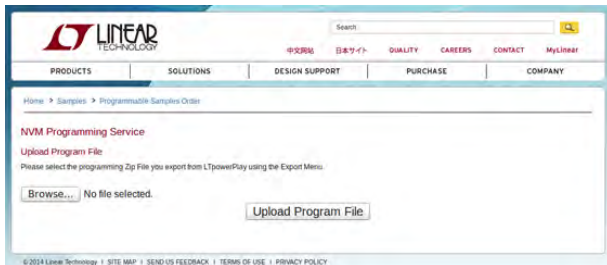 LINEAR
TECHNOLOGY
Search
中文网站 日本サイト QUALITY CAREERS CONTACT MyLinear
PRODUCTS SOLUTIONS DESIGN SUPPORT PURCHASE COMPANY
Home > Samples > Programmable Samples Order
NVM Programming Service
Upload Program File
Please select the programming Zip File you export from LTpowerPlay using the Export Menu.
Browse... No file selected.
Upload Program File
© 2014 Linear Technology | SITE MAP | SEND US FEEDBACK | TERMS OF USE | PRIVACY POLICY